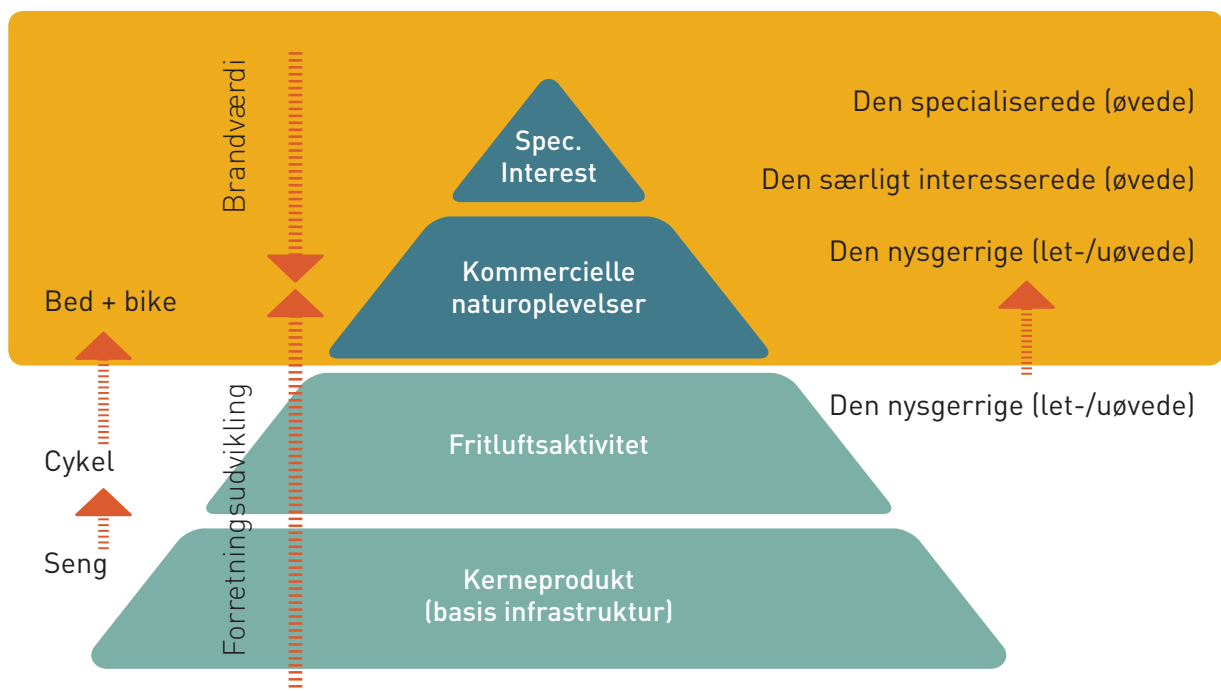 Brandværdi
Den specialiserede (øvede)
Spec.
Interest
Den særligt interesserede (øvede)
Den nysgerrige (let-/uøvede)
Kommercielle
naturoplevelser
Bed + bike
Den nysgerrige (let-/uøvede)
Forretningsudvikling
Fritluftsaktivitet
Cykel
Seng
Kerneprodukt
(basis infrastruktur)